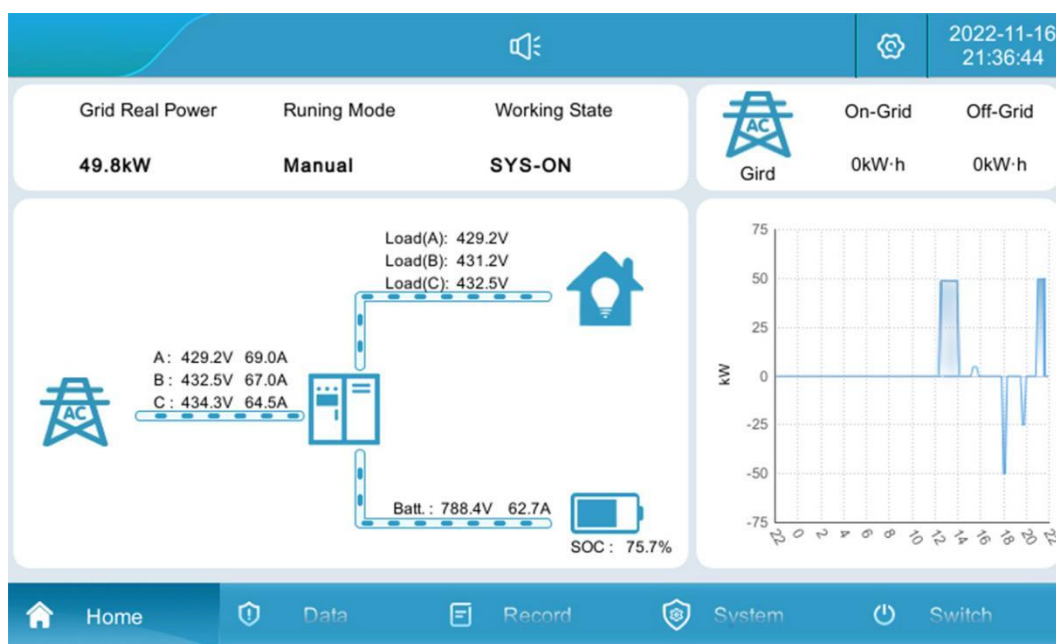 2022-11-16
21:36:44
Grid Real Power Runing Mode Working State
49.8kW Manual SYS-ON
AC
Gird
On-Grid Off-Grid
0kW·h 0kW·h
Load(A): 429.2V
Load(B): 431.2V
Load(C): 432.5V
A: 429.2V 69.0A
B: 432.5V 67.0A
C: 434.3V 64.5A
AC
Batt.: 788.4V 62.7A
SOC: 75.7%
75
50
25
0
-25
-50
-75
kW
22 0 2 4 6 8 10 12 14 16 18 20 22
Home Data Record System Switch